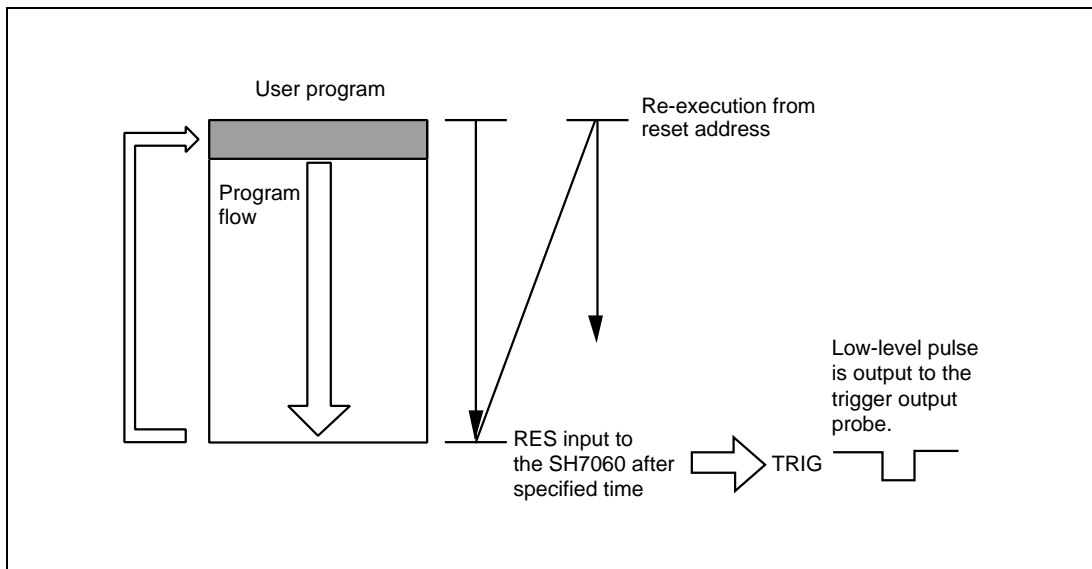 User program
Re-execution from
reset address
Program
flow
Low-level pulse
is output to the
trigger output
probe.
RES input to
the SH7060 after
specified time
TRIG